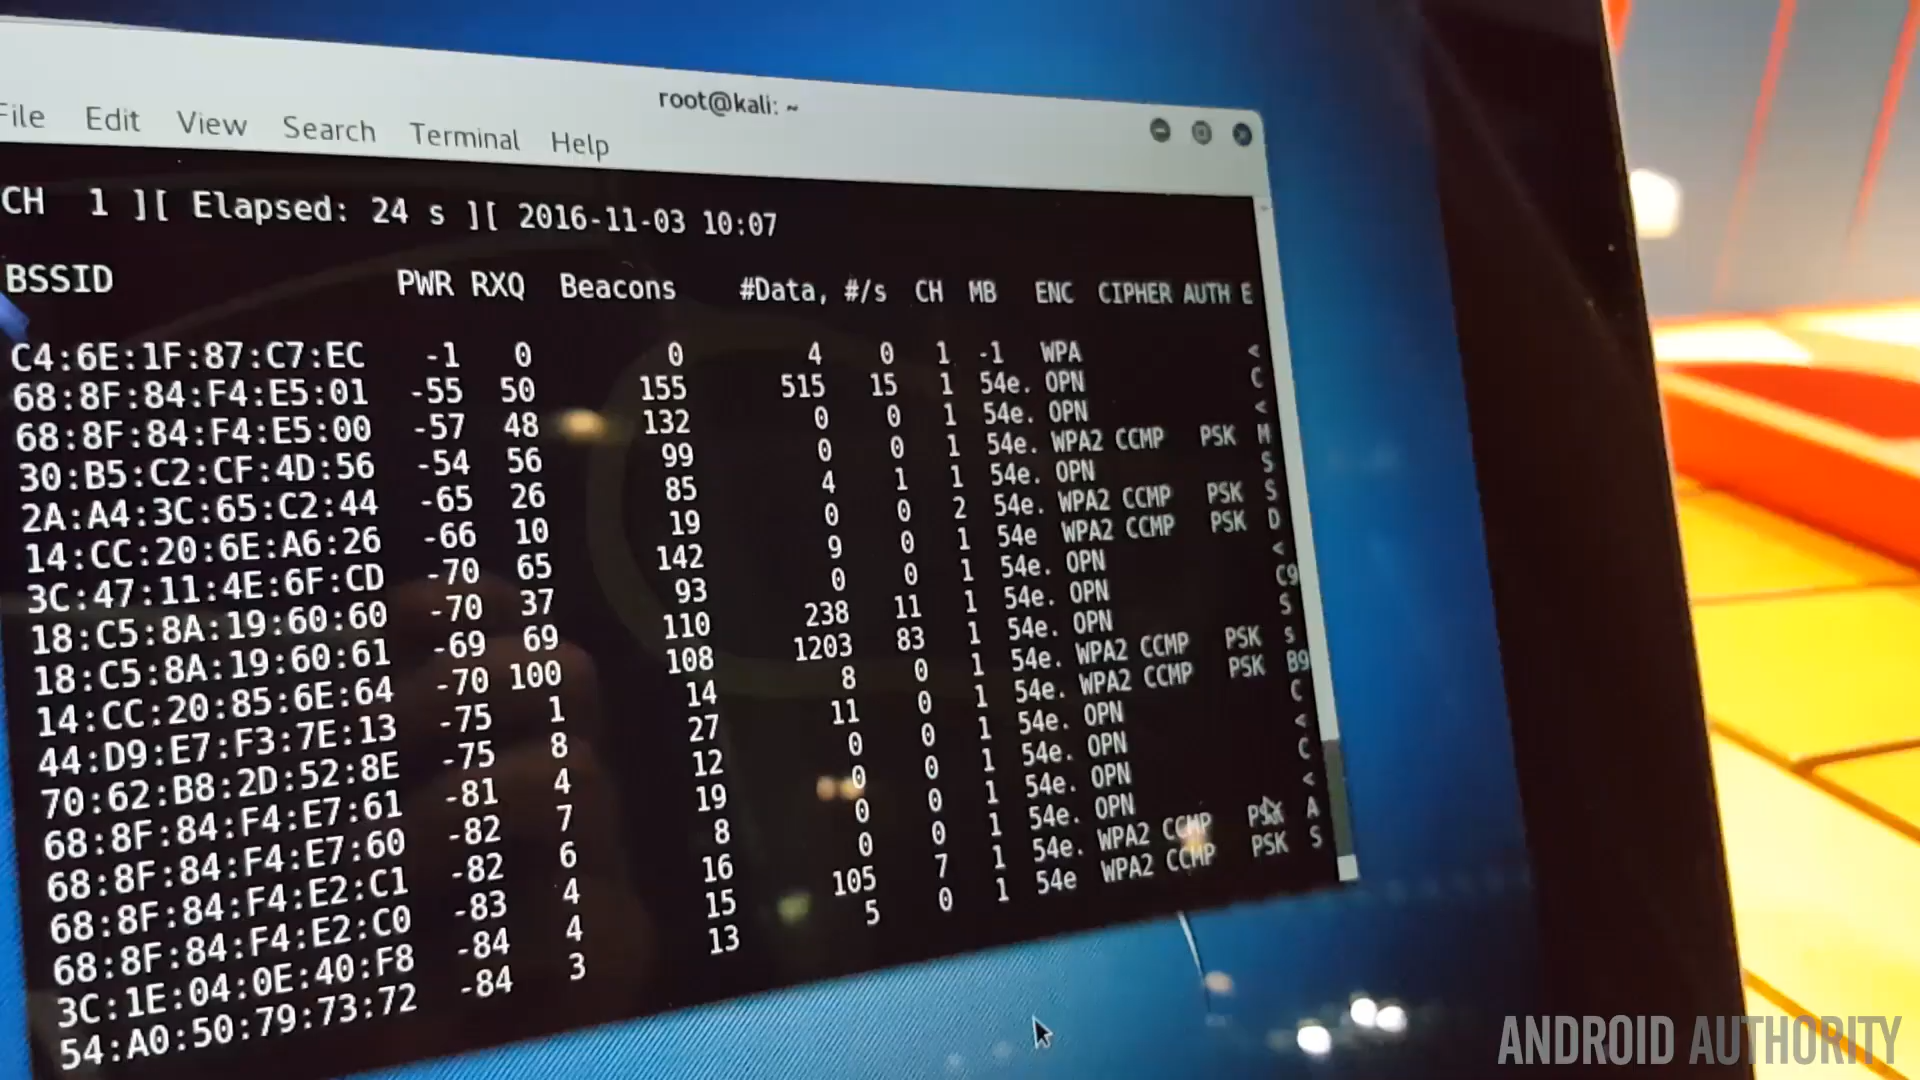 root@kali: ~
File Edit View Search Terminal Help
CH 1 ][ Elapsed: 24 s ][ 2016-11-03 10:07
BSSID PWR RXQ Beacons #Data, #/s CH MB ENC CIPHER AUTH E
C4:6E:1F:87:C7:EC -1 0 0 4 0 1 -1 WPA <
68:8F:84:F4:E5:01 -55 50 155 515 15 1 54e. OPN C
68:8F:84:F4:E5:00 -57 48 132 0 0 1 54e. OPN <
30:B5:C2:CF:4D:56 -54 56 99 0 0 1 54e. WPA2 CCMP PSK M
2A:A4:3C:65:C2:44 -65 26 85 4 1 1 54e. OPN S
14:CC:20:6E:A6:26 -66 10 19 0 0 2 54e. WPA2 CCMP PSK S
3C:47:11:4E:6F:CD -70 65 142 9 0 1 54e WPA2 CCMP PSK D
18:C5:8A:19:60:60 -70 37 93 0 0 1 54e. OPN <
18:C5:8A:19:60:61 -69 69 110 238 11 1 54e. OPN C9
14:CC:20:85:6E:64 -70 100 108 1203 83 1 54e. OPN S
44:D9:E7:F3:7E:13 -75 1 14 8 0 1 54e. WPA2 CCMP PSK s
70:62:B8:2D:52:8E -75 8 27 11 0 1 54e. WPA2 CCMP PSK B9
68:8F:84:F4:E7:61 -81 4 12 0 0 1 54e. OPN C
68:8F:84:F4:E7:60 -82 7 19 0 0 1 54e. OPN <
68:8F:84:F4:E2:C1 -82 6 8 0 0 1 54e. OPN C
68:8F:84:F4:E2:C0 -83 4 16 0 0 1 54e. OPN <
3C:1E:04:0E:40:F8 -84 4 15 105 7 1 54e. WPA2 CCMP PSK A
54:A0:50:79:73:72 -84 3 13 5 0 1 54e WPA2 CCMP PSK S
ANDROID AUTHORITY